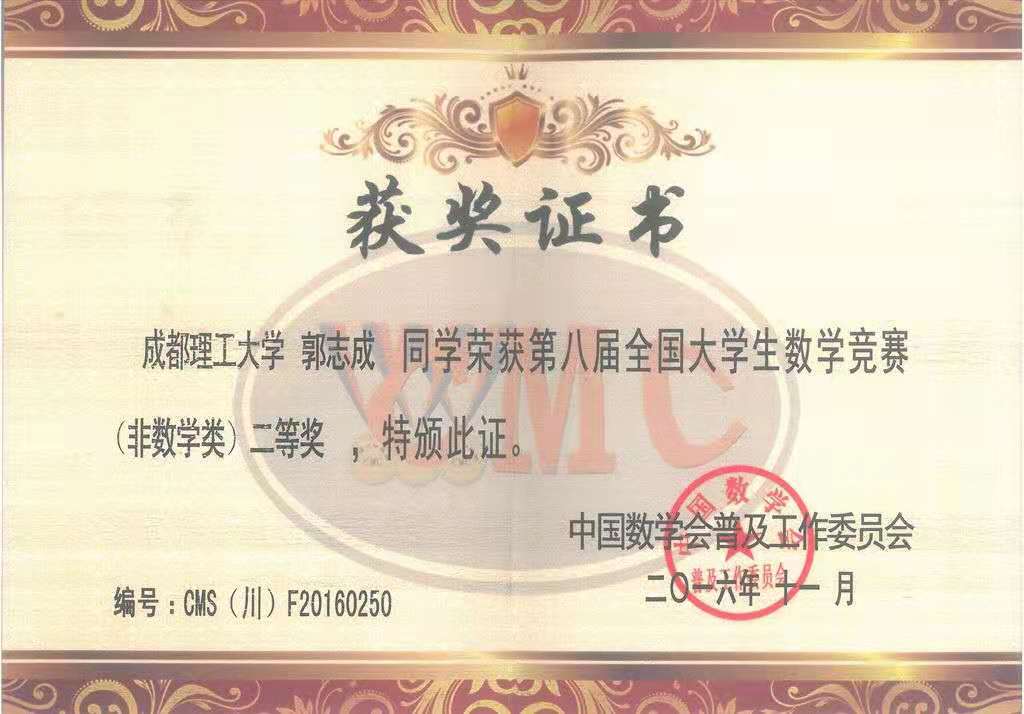 获奖证书
成都理工大学 郭志成 同学荣获第八届全国大学生数学竞赛
(非数学类)二等奖 ，特颁此证。
中国数学会普及工作委员会
二〇一六年 十一 月
编号：CMS（川）F20160250
中国数学会
普及工作委员会
WMC